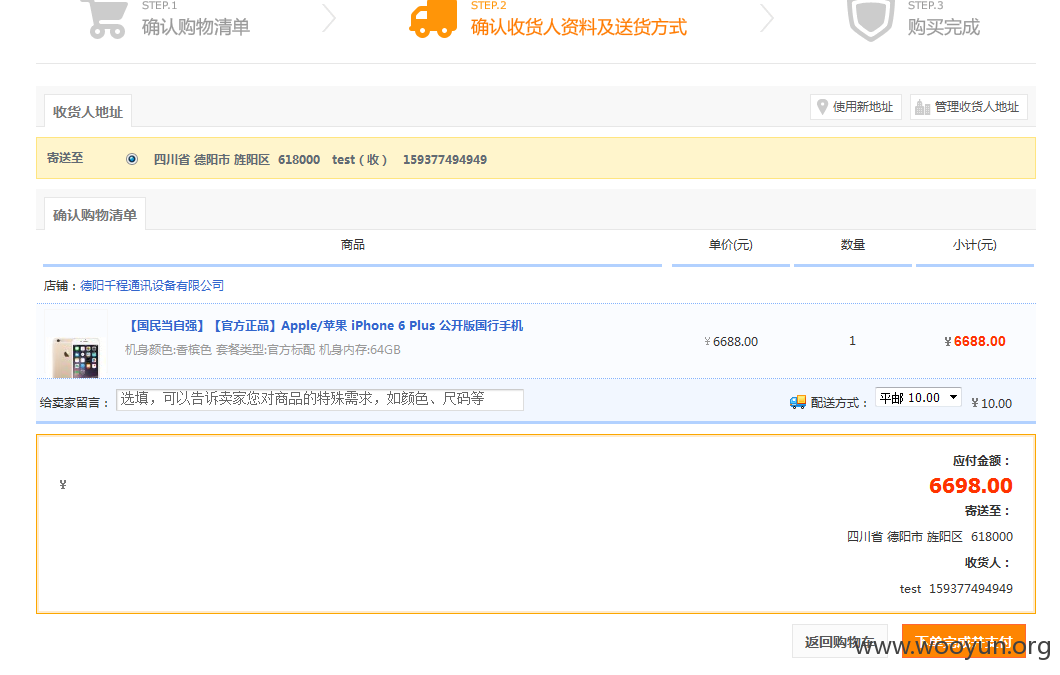 STEP.1
确认购物清单
STEP.2
确认收货人资料及送货方式
STEP.3
购买完成
收货人地址
使用新地址
管理收货人地址
寄送至 四川省 德阳市 旌阳区 618000 test（收） 159377494949
确认购物清单
商品 单价(元) 数量 小计(元)
店铺：德阳千程通讯设备有限公司
【国民当自强】【官方正品】Apple/苹果 iPhone 6 Plus 公开版国行手机
机身颜色:香槟色 套餐类型:官方标配 机身内存:64GB
¥6688.00 1 ¥6688.00
给卖家留言： 选填，可以告诉卖家您对商品的特殊需求，如颜色、尺码等 配送方式： 平邮 10.00 ¥10.00
应付金额：
¥
6698.00
寄送至：
四川省 德阳市 旌阳区 618000
收货人：
test 159377494949
返回购物车
下单完成并支付
www.wooyun.org